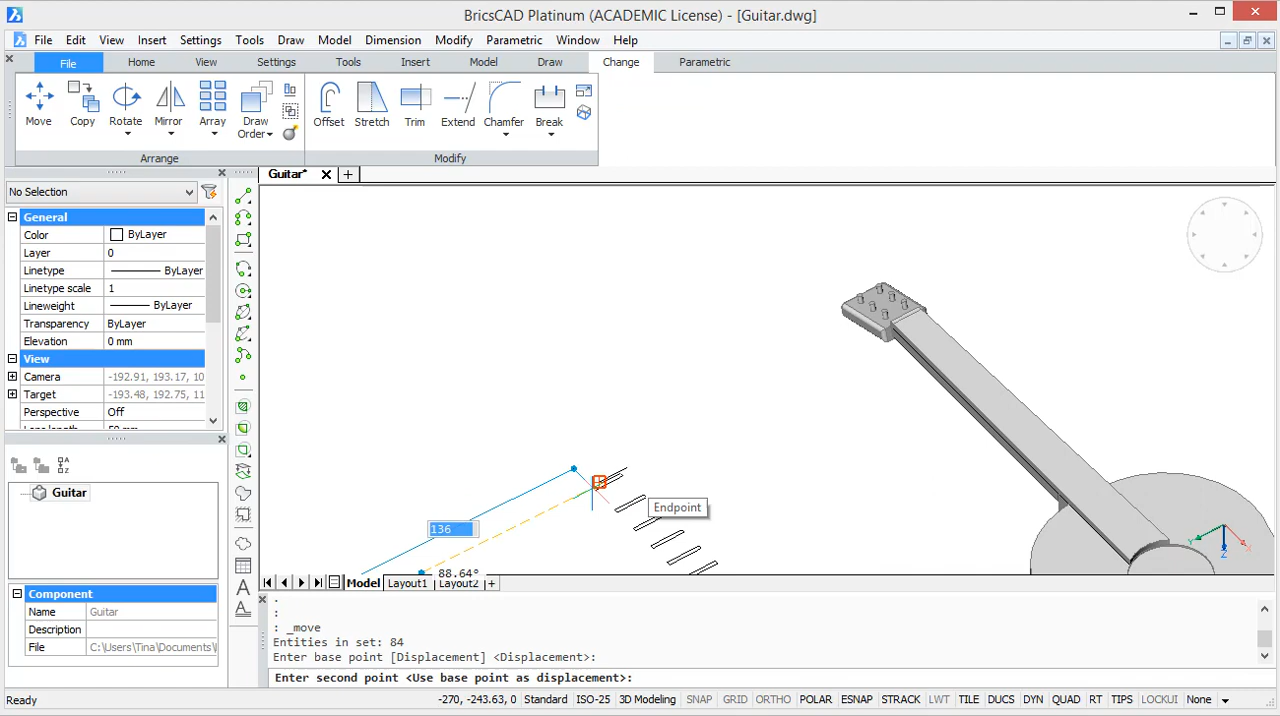 BricsCAD Platinum (ACADEMIC License) - [Guitar.dwg]
File Edit View Insert Settings Tools Draw Model Dimension Modify Parametric Window Help
File Home View Settings Tools Insert Model Draw Change Parametric
Move Copy Rotate Mirror Array Draw Order Offset Stretch Trim Extend Chamfer Break
Arrange Modify
Guitar*
No Selection
General
Color ByLayer
Layer 0
Linetype ByLayer
Linetype scale 1
Lineweight ByLayer
Transparency ByLayer
Elevation 0 mm
View
Camera -192.91, 193.17, 10
Target -193.48, 192.75, 11
Perspective Off
Endpoint
136
88.64°
Y Z X
Guitar
Model Layout1 Layout2
Component
Name Guitar
Description
File C:\Users\Tina\Documents\
:
:
: _move
Entities in set: 84
Enter base point [Displacement] <Displacement>:
Enter second point <Use base point as displacement>:
Ready -270, -243.63, 0 Standard ISO-25 3D Modeling SNAP GRID ORTHO POLAR ESNAP STRACK LWT TILE DUCS DYN QUAD RT TIPS LOCKUI None